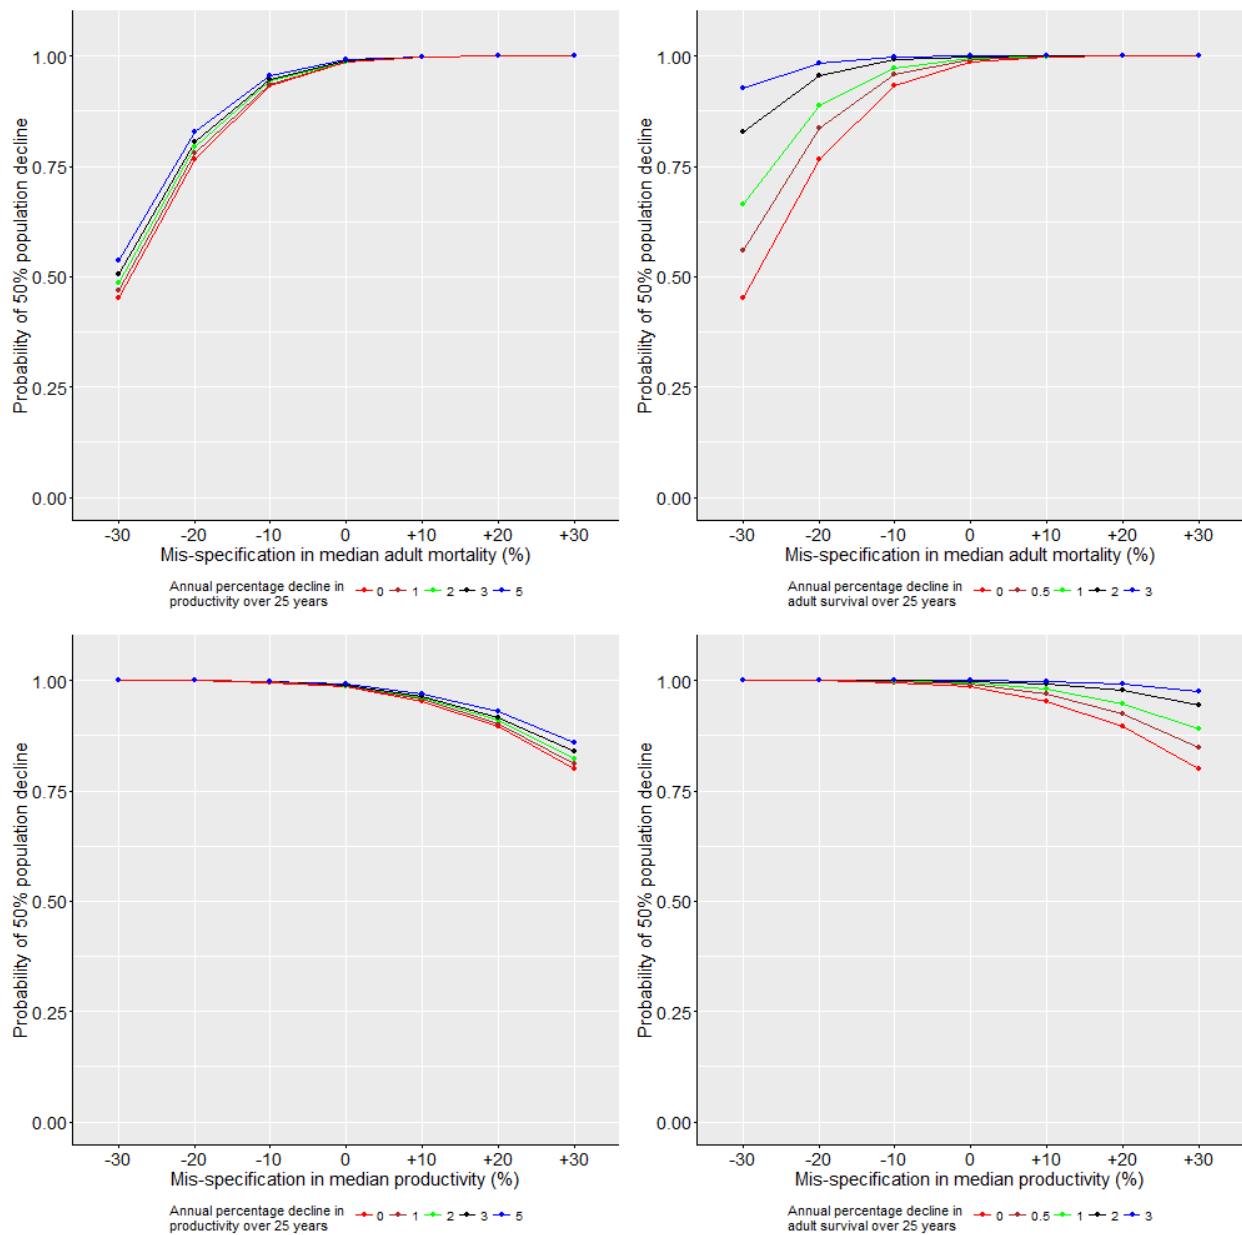 Probability of 50% population decline
1.00
0.75
0.50
0.25
0.00
-30 -20 -10 0 +10 +20 +30
Mis-specification in median adult mortality (%)
Annual percentage decline in
productivity over 25 years
0 1 2 3 5
Probability of 50% population decline
1.00
0.75
0.50
0.25
0.00
-30 -20 -10 0 +10 +20 +30
Mis-specification in median adult mortality (%)
Annual percentage decline in
adult survival over 25 years
0 0.5 1 2 3
Probability of 50% population decline
1.00
0.75
0.50
0.25
0.00
-30 -20 -10 0 +10 +20 +30
Mis-specification in median productivity (%)
Annual percentage decline in
productivity over 25 years
0 1 2 3 5
Probability of 50% population decline
1.00
0.75
0.50
0.25
0.00
-30 -20 -10 0 +10 +20 +30
Mis-specification in median productivity (%)
Annual percentage decline in
adult survival over 25 years
0 0.5 1 2 3